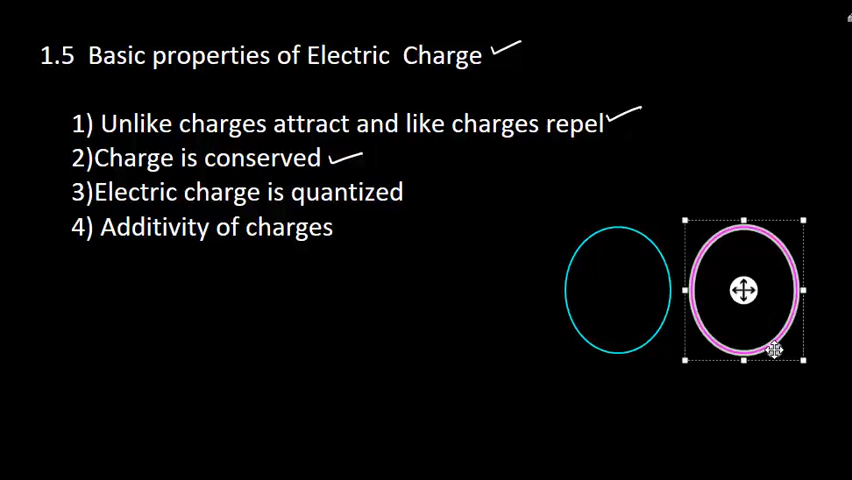 1.5 Basic properties of Electric Charge
1) Unlike charges attract and like charges repel
2)Charge is conserved
3)Electric charge is quantized
4) Additivity of charges